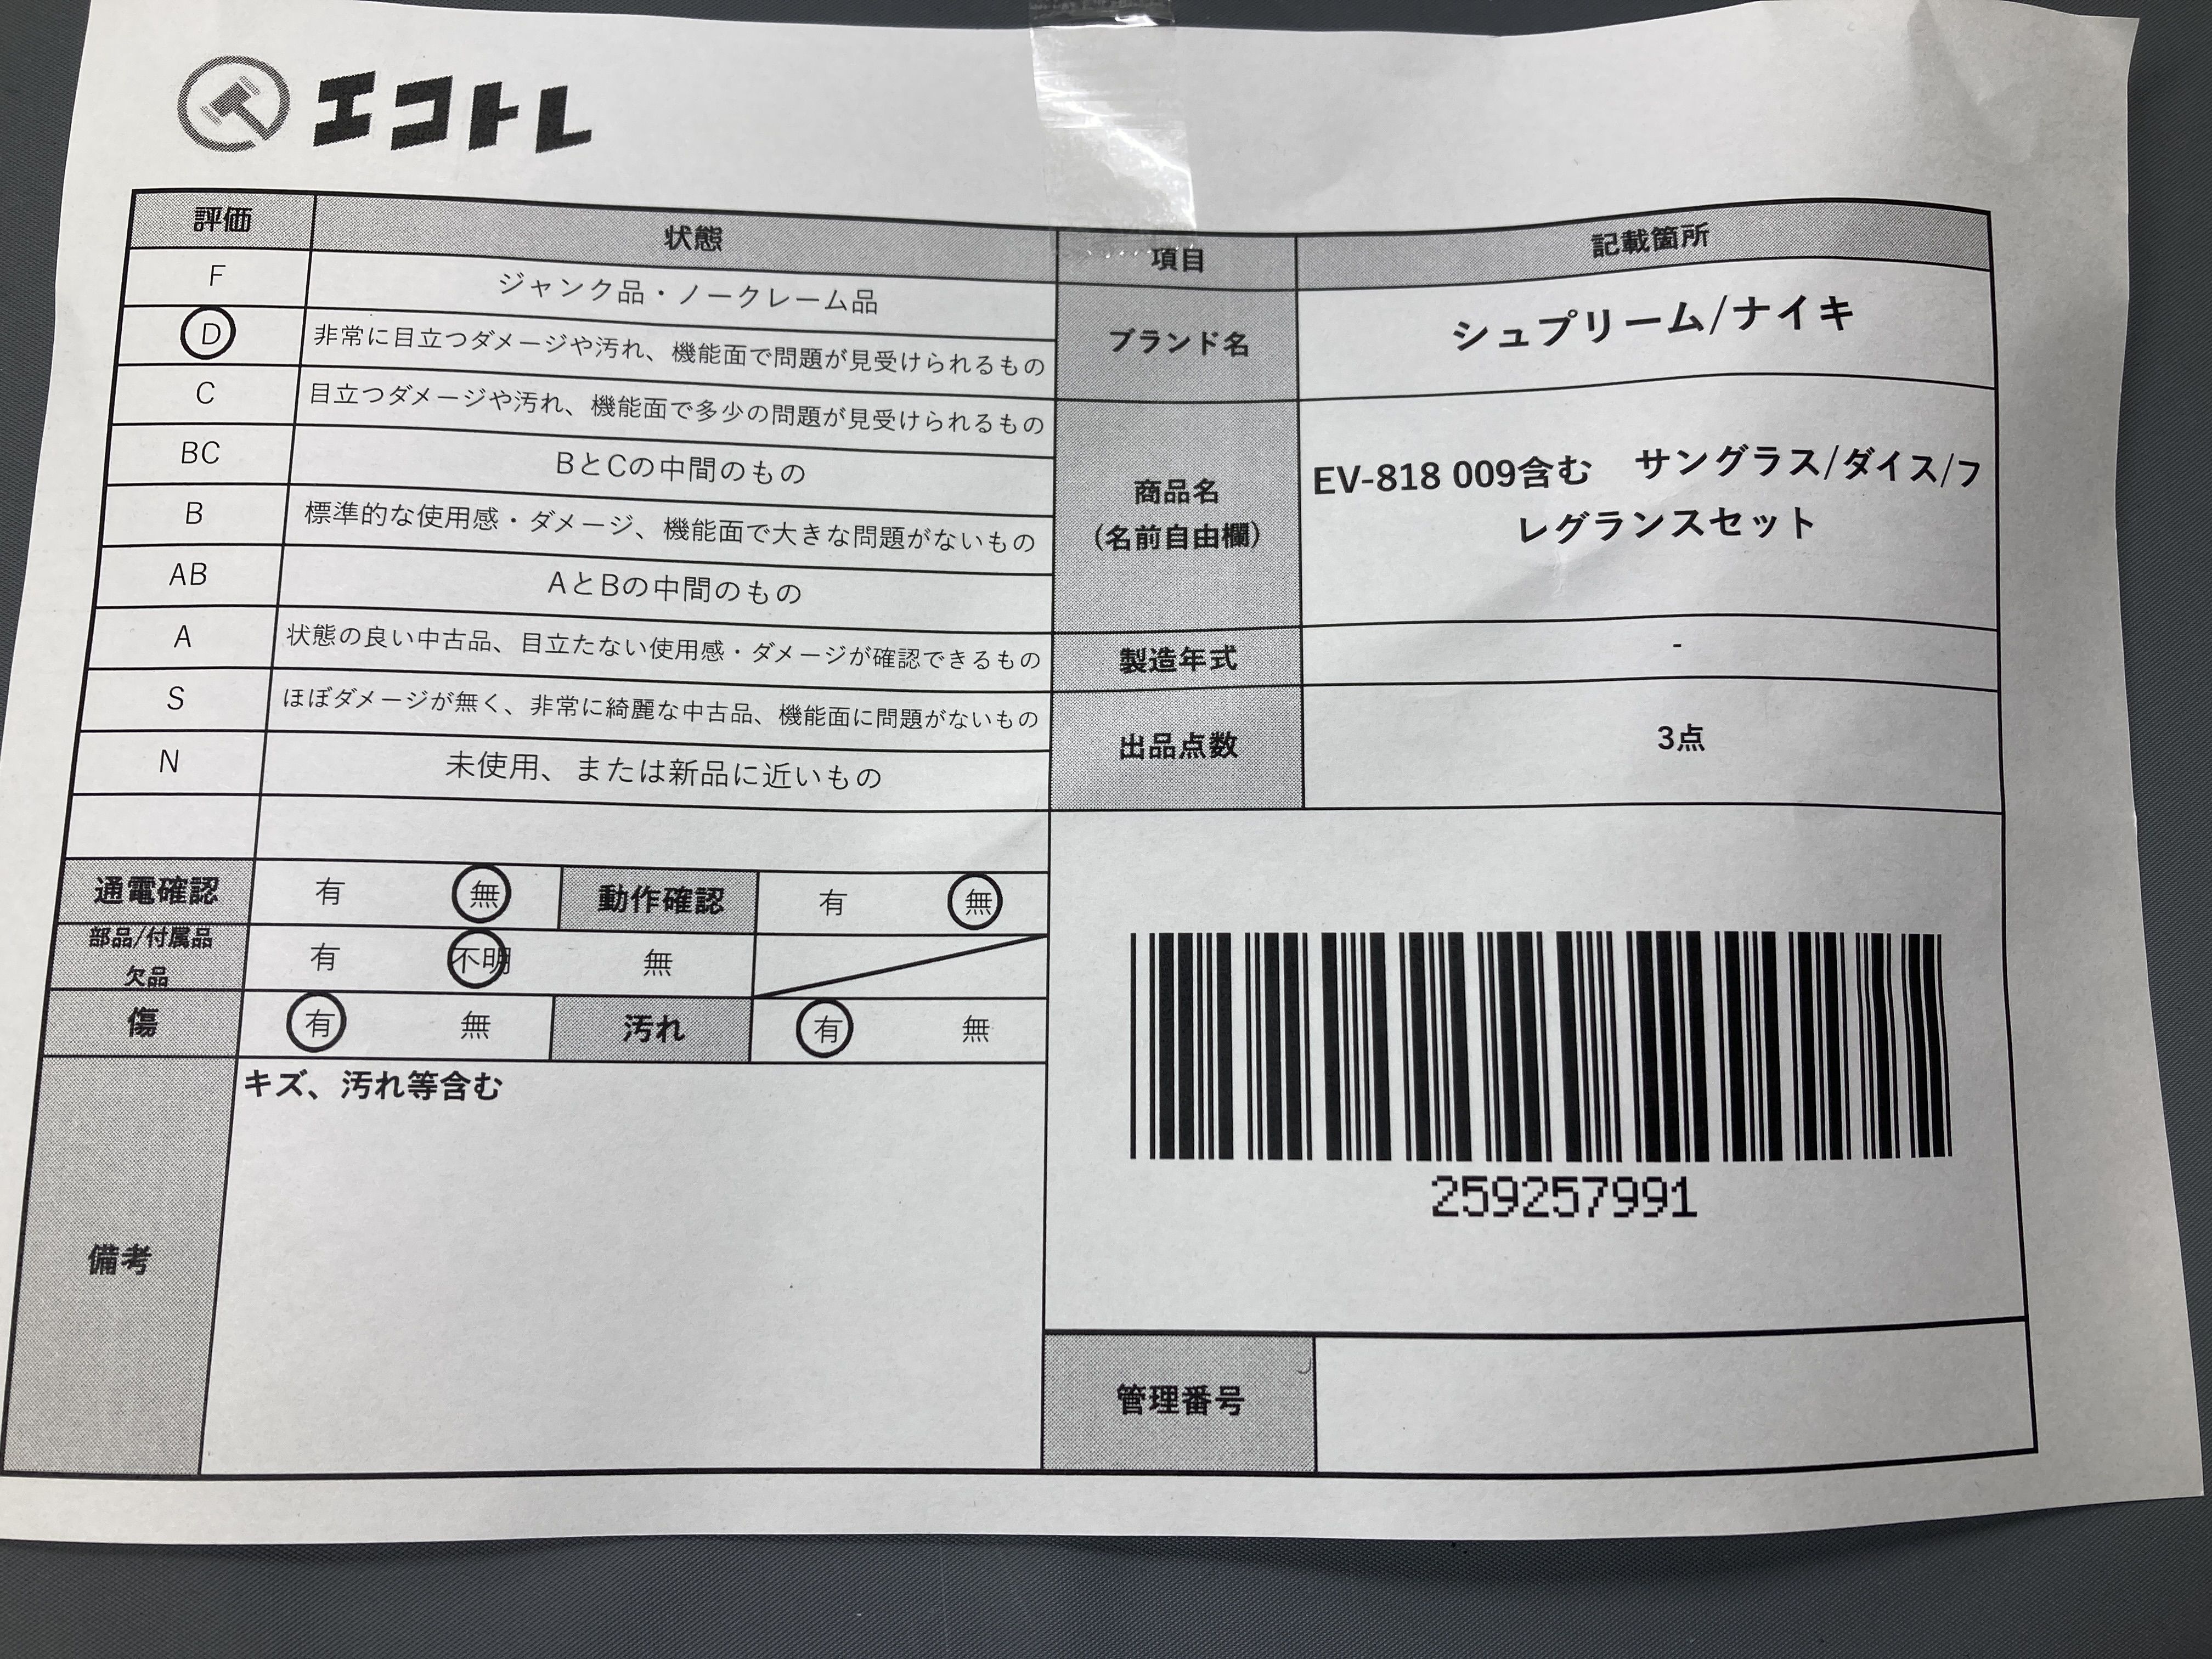 エコトレ
評価 状態
F ジャンク品・ノークレーム品
D 非常に目立つダメージや汚れ、機能面で問題が見受けられるもの
C 目立つダメージや汚れ、機能面で多少の問題が見受けられるもの
BC BとCの中間のもの
B 標準的な使用感・ダメージ、機能面で大きな問題がないもの
AB AとBの中間のもの
A 状態の良い中古品、目立たない使用感・ダメージが確認できるもの
S ほぼダメージが無く、非常に綺麗な中古品、機能面に問題がないもの
N 未使用、または新品に近いもの
通電確認 有 無 動作確認 有 無
部品/付属品
欠品 有 不明 無
傷 有 無 汚れ 有 無
備考 キズ、汚れ等含む
項目 記載箇所
ブランド名 シュプリーム/ナイキ
商品名
(名前自由欄)
EV-818 009含む サングラス/ダイス/フ
レグランスセット
製造年式 -
出品点数 3点
259257991
管理番号